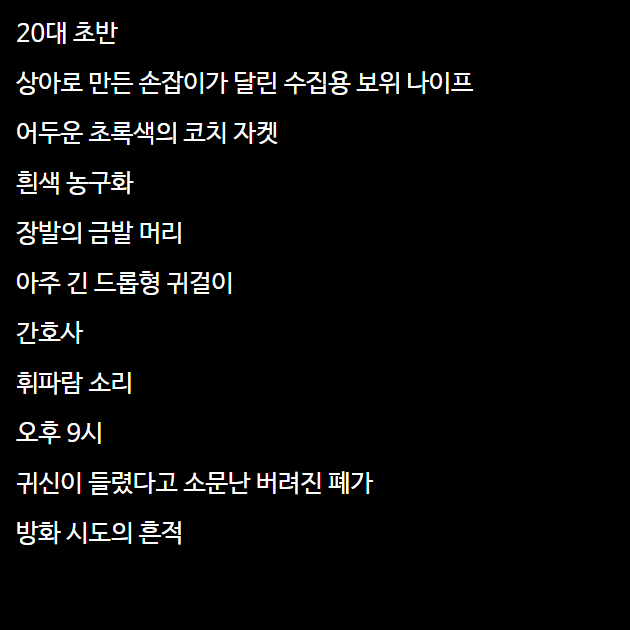 20대 초반
상아로 만든 손잡이가 달린 수집용 보위 나이프
어두운 초록색의 코치 자켓
흰색 농구화
장발의 금발 머리
아주 긴 드롭형 귀걸이
간호사
휘파람 소리
오후 9시
귀신이 들렸다고 소문난 버려진 폐가
방화 시도의 흔적